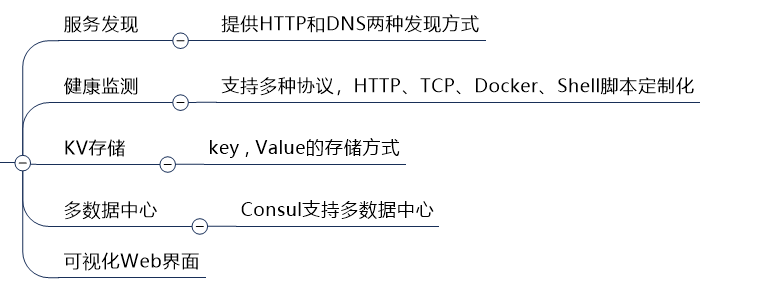 服务发现 提供HTTP和DNS两种发现方式
健康监测 支持多种协议，HTTP、TCP、Docker、Shell脚本定制化
KV存储 key , Value的存储方式
多数据中心 Consul支持多数据中心
可视化Web界面